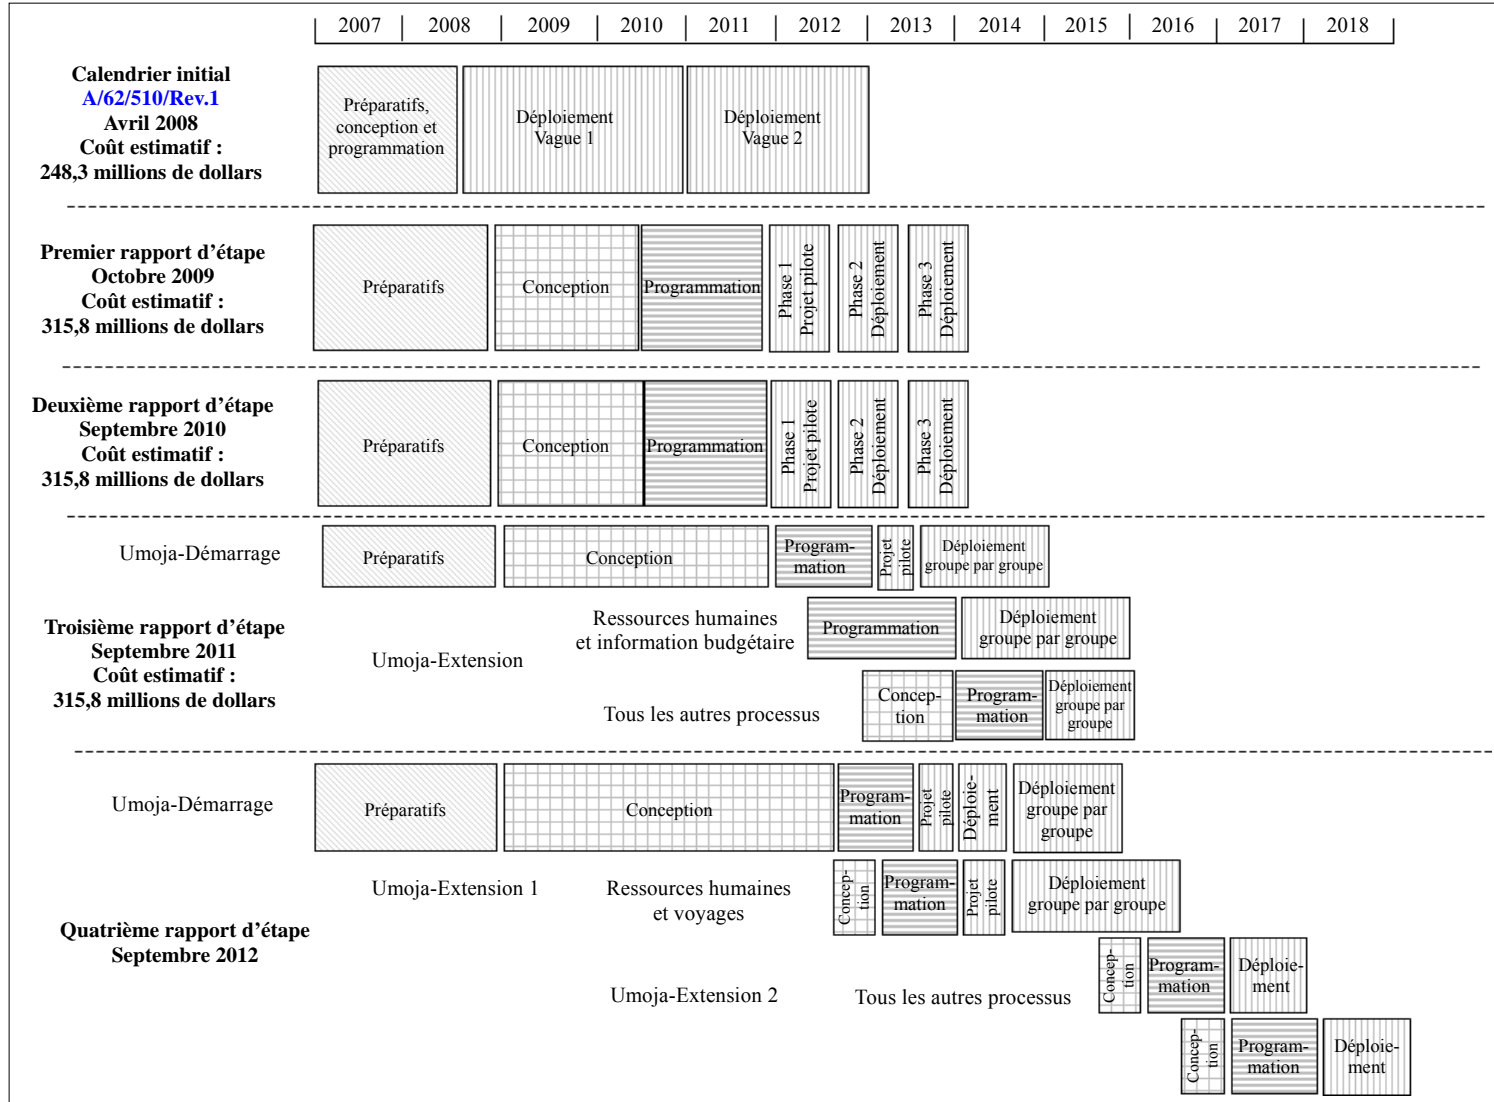 2007 2008 2009 2010 2011 2012 2013 2014 2015 2016 2017 2018
Calendrier initial
A/62/510/Rev.1
Avril 2008
Coût estimatif :
248,3 millions de dollars
Préparatifs,
conception et
programmation
Déploiement
Vague 1
Déploiement
Vague 2
Premier rapport d’étape
Octobre 2009
Coût estimatif :
315,8 millions de dollars
Préparatifs
Conception
Programmation
Phase 1
Projet pilote
Phase 2
Déploiement
Phase 3
Déploiement
Deuxième rapport d’étape
Septembre 2010
Coût estimatif :
315,8 millions de dollars
Préparatifs
Conception
Programmation
Phase 1
Projet pilote
Phase 2
Déploiement
Phase 3
Déploiement
Troisième rapport d’étape
Septembre 2011
Coût estimatif :
315,8 millions de dollars
Umoja-Démarrage
Préparatifs
Conception
Program-
mation
Projet
pilote
Déploiement
groupe par groupe
Umoja-Extension
Ressources humaines
et information budgétaire
Programmation
Déploiement
groupe par groupe
Tous les autres processus
Concep-
tion
Program-
mation
Déploiement
groupe par
groupe
Quatrième rapport d’étape
Septembre 2012
Umoja-Démarrage
Préparatifs
Conception
Program-
mation
Projet
pilote
Déploie-
ment
Déploiement
groupe par
groupe
Umoja-Extension 1
Ressources humaines
et voyages
Concep-
tion
Program-
mation
Projet
pilote
Déploiement
groupe par groupe
Umoja-Extension 2
Tous les autres processus
Concep-
tion
Program-
mation
Déploie-
ment
Concep-
tion
Program-
mation
Déploie-
ment